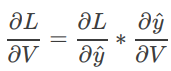 ∂L/∂V = ∂L/∂ŷ * ∂ŷ/∂V